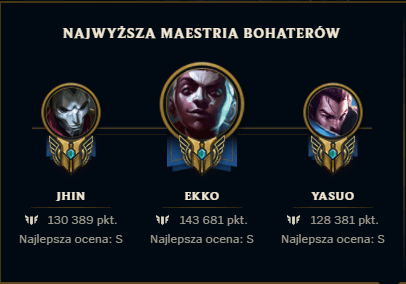 NAJWYŻSZA MAESTRIA BOHATERÓW
JHIN EKKO YASUO
130 389 pkt. 143 681 pkt. 128 381 pkt.
Najlepsza ocena: S Najlepsza ocena: S Najlepsza ocena: S